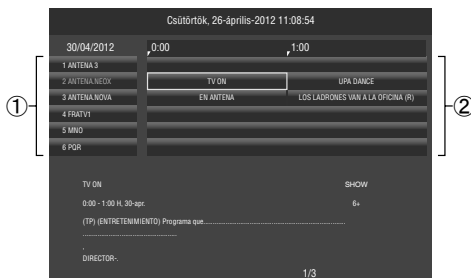 Csütörtök, 26-április-2012 11:08:54
30/04/2012 0:00 1:00
1 ANTENA 3
2 ANTENA.NEOX TV ON UPA DANCE
3 ANTENA.NOVA EN ANTENA LOS LADRONES VAN A LA OFICINA (R)
4 FRATV1
5 MNO
6 PQR
1
2
TV ON SHOW
0:00 - 1:00 H, 30-apr. 6+
(TP) (ENTRETENIMIENTO) Programa que.......................................................................
................................................
.
DIRECTOR-.
1/3